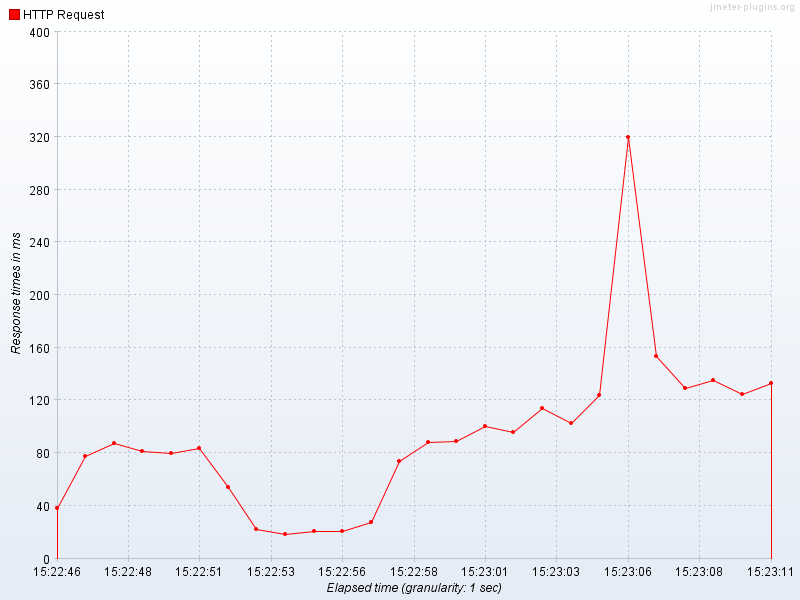 jmeter-plugins.org
HTTP Request
400
360
320
280
240
200
160
120
80
40
0
Response times in ms
15:22:46 15:22:48 15:22:51 15:22:53 15:22:56 15:22:58 15:23:01 15:23:03 15:23:06 15:23:08 15:23:11
Elapsed time (granularity: 1 sec)